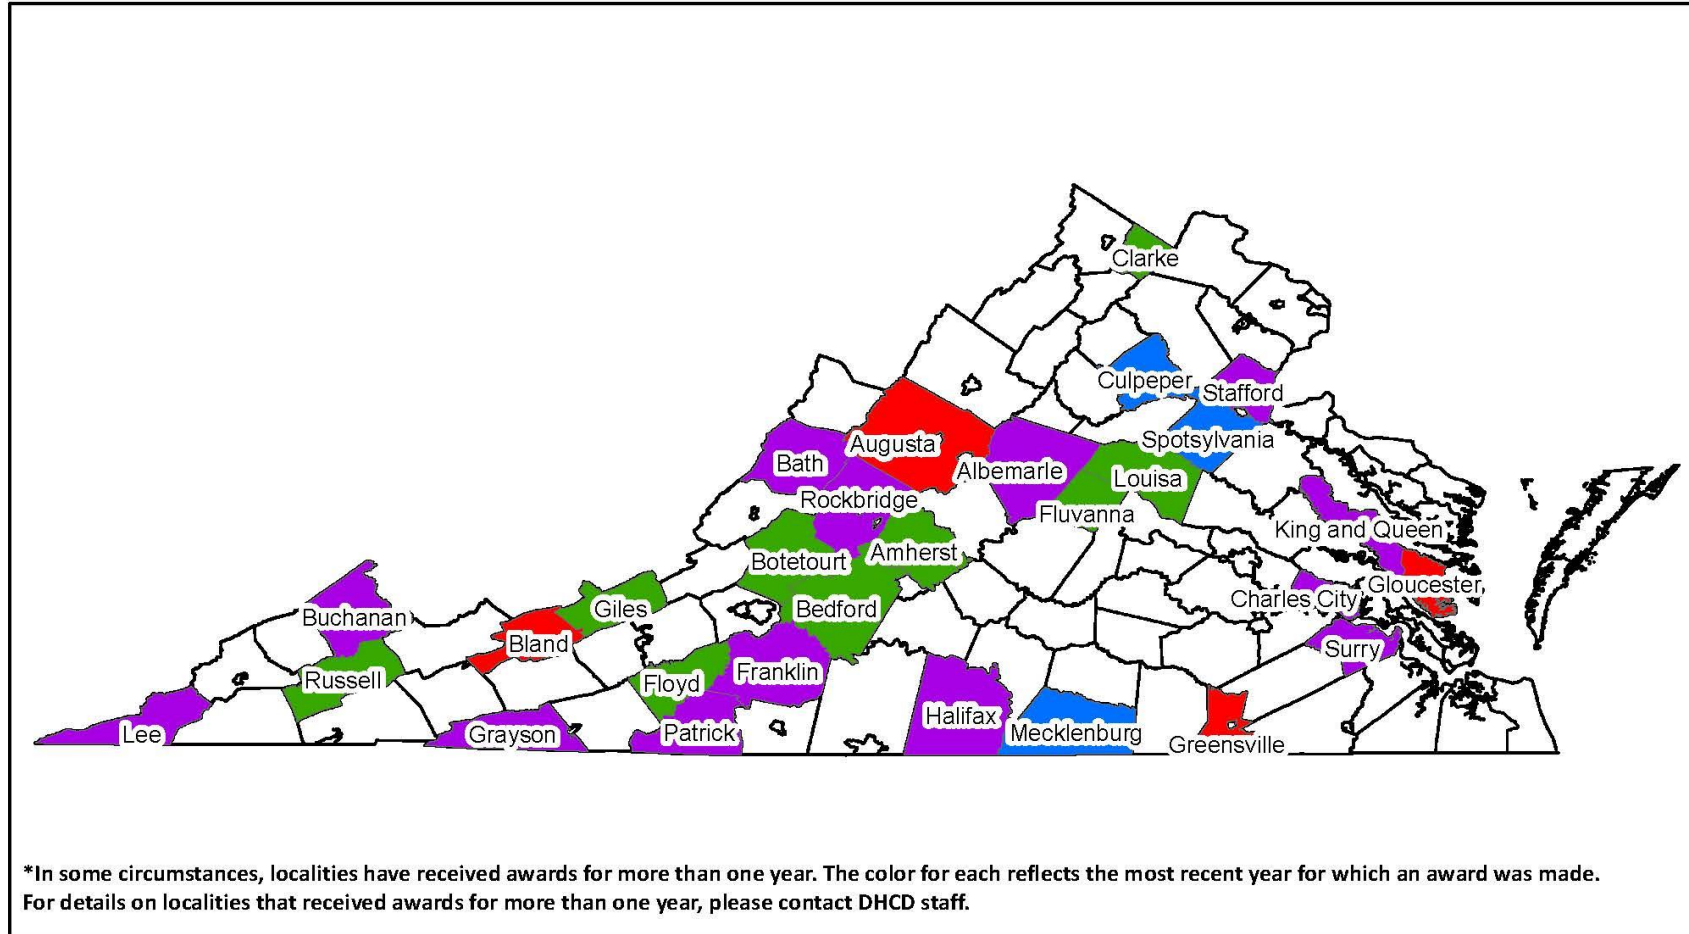 Clarke
Culpeper
Stafford
Augusta
Spotsylvania
Bath
Albemarle
Louisa
Rockbridge
Fluvanna
King and Queen
Botetourt
Amherst
Gloucester
Charles City
Giles
Bedford
Buchanan
Bland
Surry
Franklin
Russell
Floyd
Halifax
Lee
Grayson
Patrick
Mecklenburg
Greensville
*In some circumstances, localities have received awards for more than one year. The color for each reflects the most recent year for which an award was made.
For details on localities that received awards for more than one year, please contact DHCD staff.